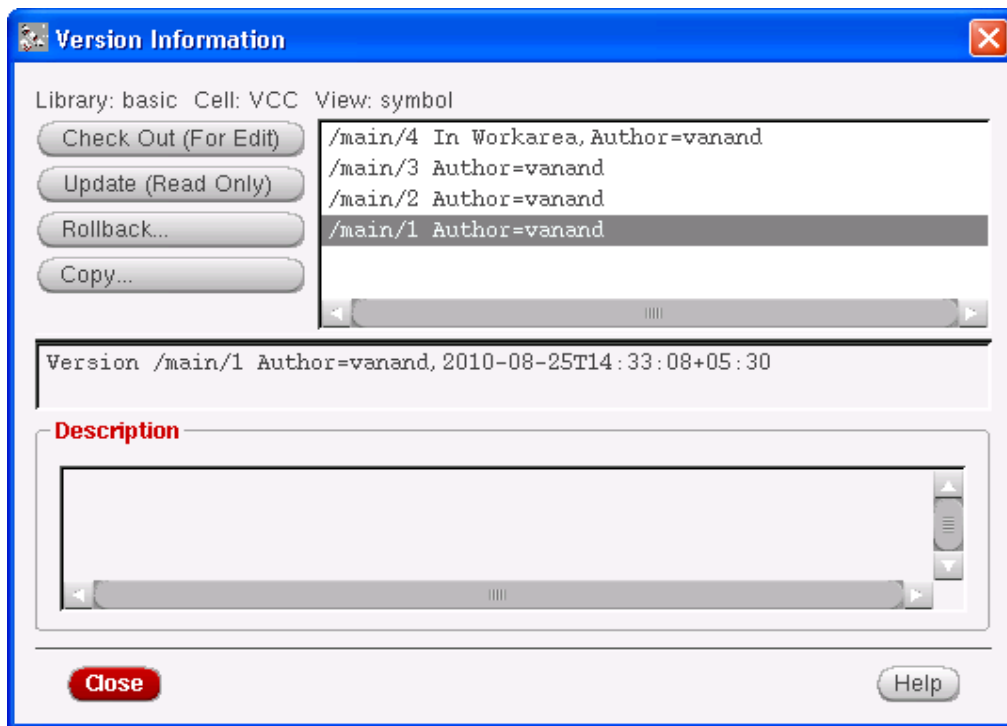 Version Information
Library: basic Cell: VCC View: symbol
Check Out (For Edit)
Update (Read Only)
Rollback...
Copy...
/main/4 In Workarea, Author=vanand
/main/3 Author=vanand
/main/2 Author=vanand
/main/1 Author=vanand
Version /main/1 Author=vanand, 2010-08-25T14:33:08+05:30
Description
Close
Help